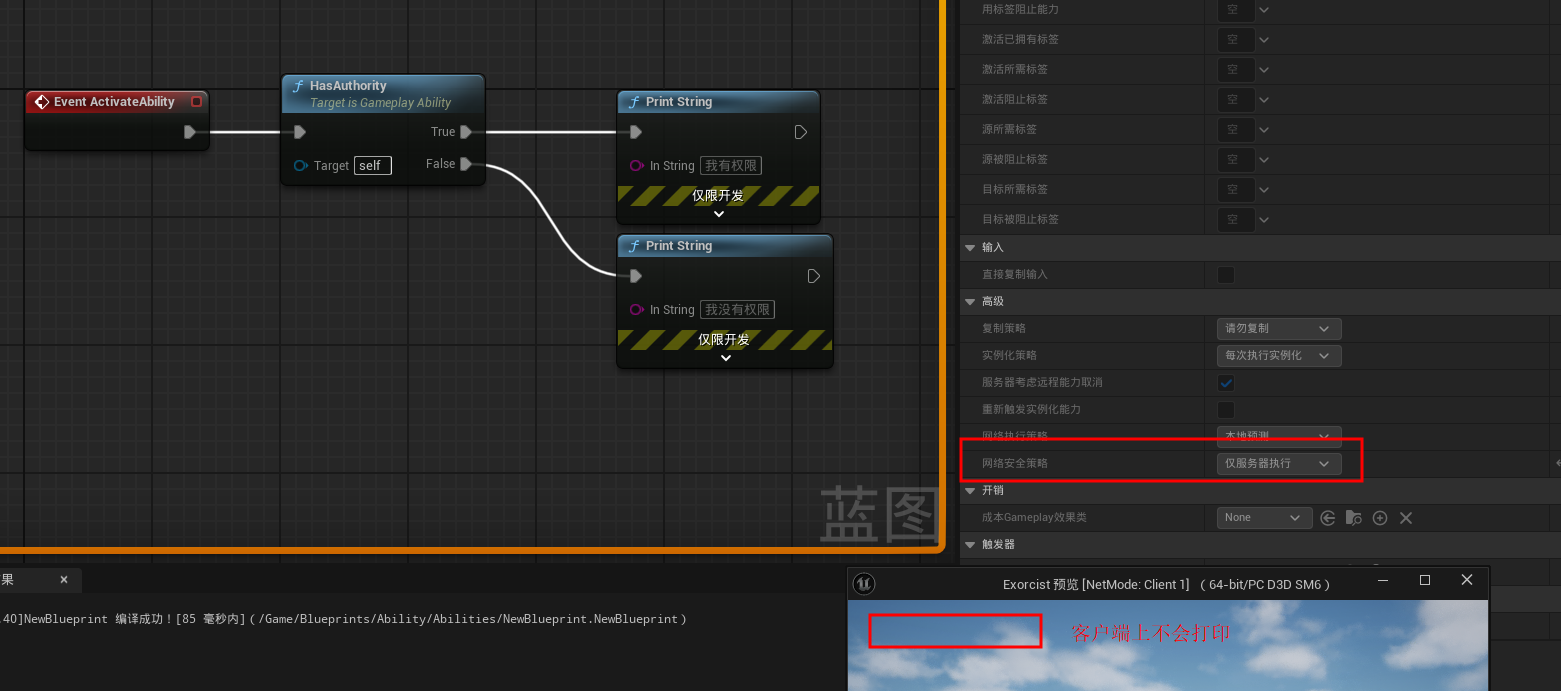 Event ActivateAbility
HasAuthority
Target is Gameplay Ability
True
Target
self
False
Print String
In String
我有权限
仅限开发
Print String
In String
我没有权限
仅限开发
蓝图
用标签阻止能力
空
激活已拥有标签
空
激活所需标签
空
激活阻止标签
空
源所需标签
空
源被阻止标签
空
目标所需标签
空
目标被阻止标签
空
输入
直接复制输入
高级
复制策略
请勿复制
实例化策略
每次执行实例化
服务器考虑远程能力取消
重新触发实例化能力
网络执行策略
本地预测
网络安全策略
仅服务器执行
开销
成本Gameplay效果类
None
触发器
果
.40]NewBlueprint 编译成功！[85 毫秒内]（/Game/Blueprints/Ability/Abilities/NewBlueprint.NewBlueprint）
Exorcist 预览 [NetMode: Client 1] （64-bit/PC D3D SM6）
客户端上不会打印